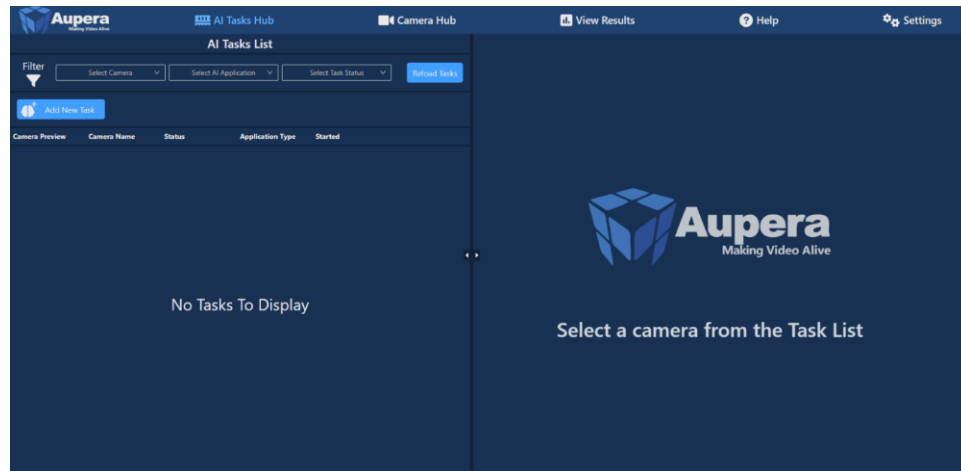 Aupera
Making Video Alive
AI Tasks Hub
Camera Hub
View Results
Help
Settings
AI Tasks List
Filter
Select Camera
Select AI Application
Select Task Status
Reload Tasks
Add New Task
Camera Preview Camera Name Status Application Type Started
No Tasks To Display
Aupera
Making Video Alive
Select a camera from the Task List